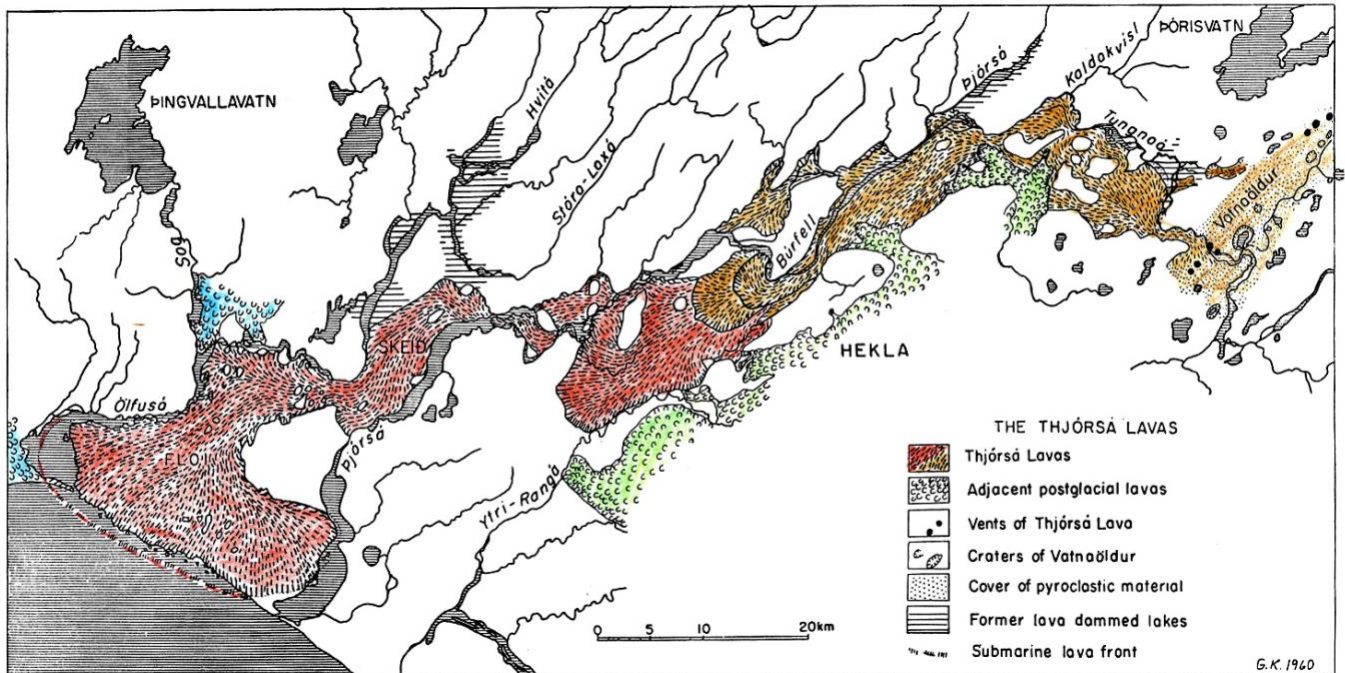 ÞINGVALLAVATN
Hvítá
Stóra-Laxá
Þjórsá
Kaldakvísl
ÞÓRISVATN
Tungnaá
Vatnaöldur
Sog
Búrfell
SKEIÐ
HEKLA
Ölfusá
FLÓI
Þjórsá
Ytri-Rangá
0 5 10 20km
THE THJÓRSÁ LAVAS
Thjórsá Lavas
Adjacent postglacial lavas
Vents of Thjórsá Lava
Craters of Vatnaöldur
Cover of pyroclastic material
Former lava dammed lakes
Submarine lava front
G.K. 1960